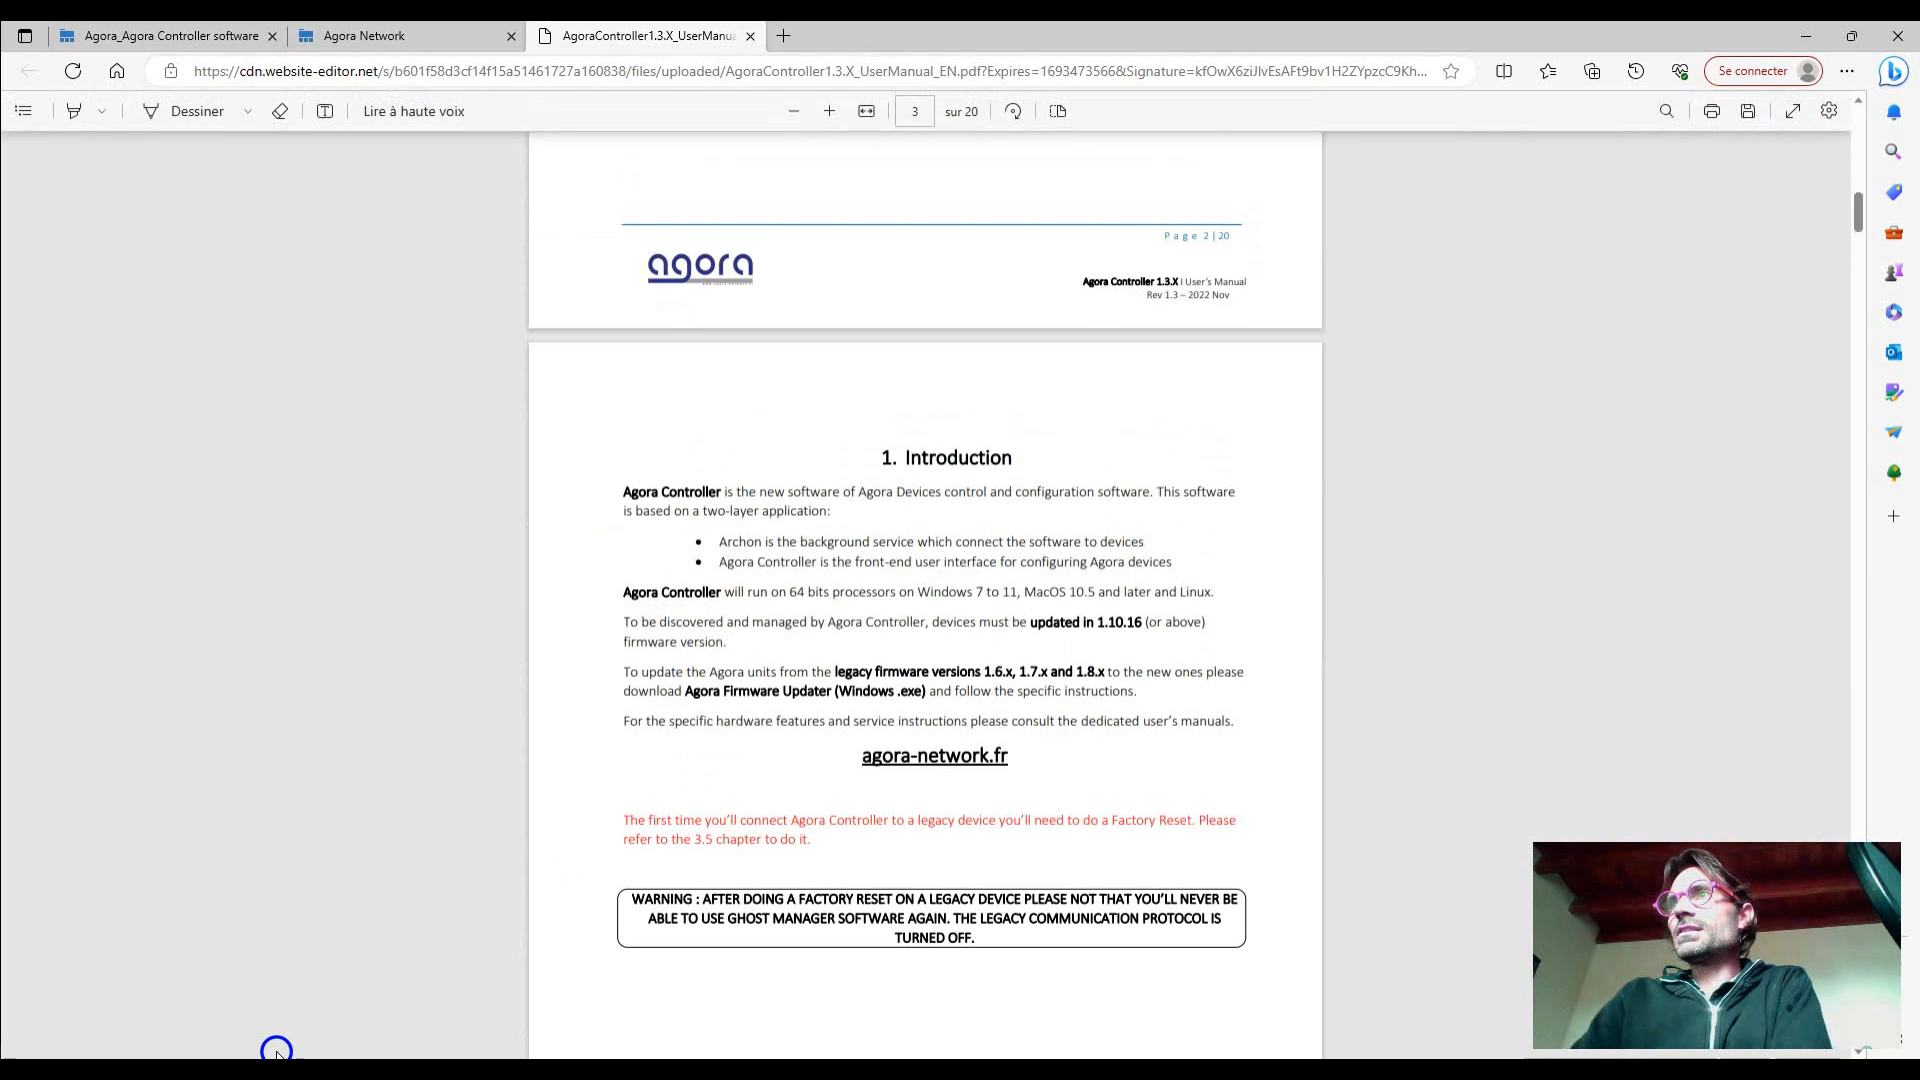 Agora_Agora Controller software
Agora Network
AgoraController1.3.X_UserManua
https://cdn.website-editor.net/s/b601f58d3cf14f15a51461727a160838/files/uploaded/AgoraController1.3.X_UserManual_EN.pdf?Expires=1693473566&Signature=kfOwX6ziJlvEsAFt9bv1H2ZYpzcC9Kh...
Se connecter
Dessiner
Lire à haute voix
3 sur 20
Page 2 | 20
agora
Agora Controller 1.3.X | User's Manual
Rev 1.3 – 2022 Nov
1. Introduction
Agora Controller is the new software of Agora Devices control and configuration software. This software
is based on a two-layer application:
• Archon is the background service which connect the software to devices
• Agora Controller is the front-end user interface for configuring Agora devices
Agora Controller will run on 64 bits processors on Windows 7 to 11, MacOS 10.5 and later and Linux.
To be discovered and managed by Agora Controller, devices must be updated in 1.10.16 (or above)
firmware version.
To update the Agora units from the legacy firmware versions 1.6.x, 1.7.x and 1.8.x to the new ones please
download Agora Firmware Updater (Windows .exe) and follow the specific instructions.
For the specific hardware features and service instructions please consult the dedicated user's manuals.
agora-network.fr
The first time you'll connect Agora Controller to a legacy device you'll need to do a Factory Reset. Please
refer to the 3.5 chapter to do it.
WARNING : AFTER DOING A FACTORY RESET ON A LEGACY DEVICE PLEASE NOT THAT YOU'LL NEVER BE
ABLE TO USE GHOST MANAGER SOFTWARE AGAIN. THE LEGACY COMMUNICATION PROTOCOL IS
TURNED OFF.